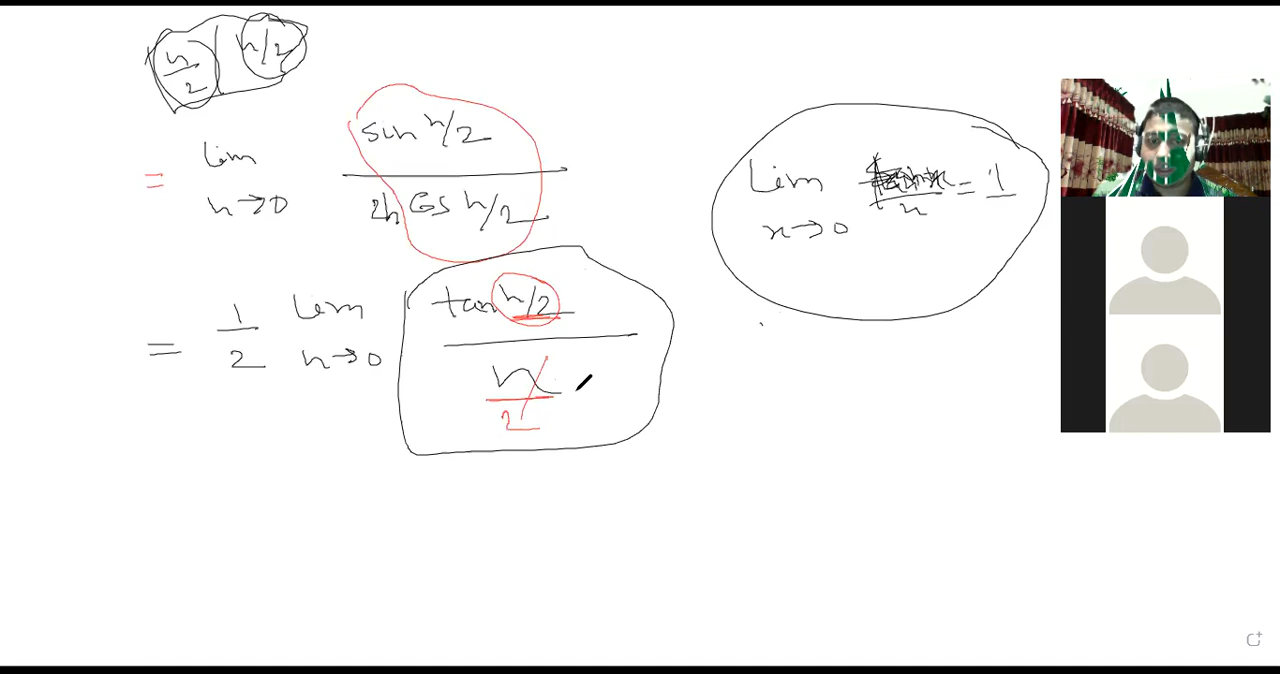 h/2 h/2
= lim h→0 sin h/2 / 2h Cos h/2
Lim x→0 x = 1
= 1/2 Lim h→0 tan h/2 / h/2